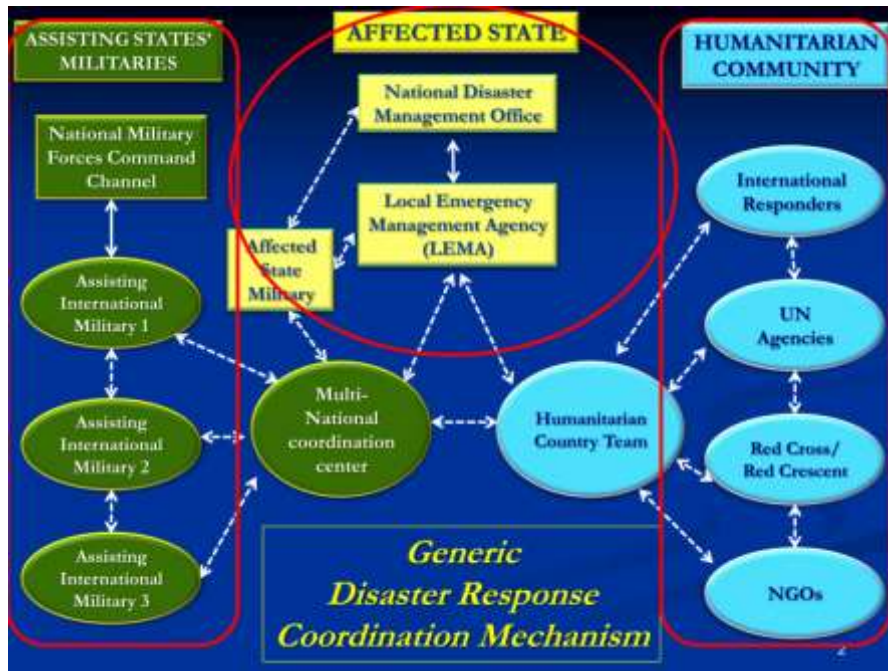 ASSISTING STATES'
MILITARIES
AFFECTED STATE
HUMANITARIAN
COMMUNITY
National Disaster
Management Office
National Military
Forces Command
Channel
International
Responders
Local Emergency
Management Agency
(LEMA)
Affected
State
Military
Assisting
International
Military 1
UN
Agencies
Multi-
National
coordination
center
Humanitarian
Country Team
Assisting
International
Military 2
Red Cross/
Red Crescent
Assisting
International
Military 3
NGOs
Generic
Disaster Response
Coordination Mechanism
2